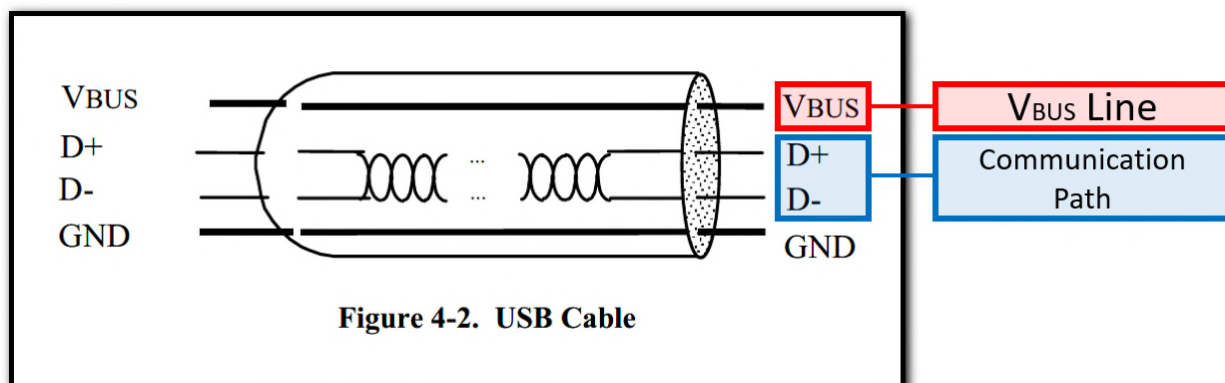 VBUS
D+
D-
GND
...
...
VBUS
D+
D-
GND
VBUS Line
Communication
Path
Figure 4-2. USB Cable